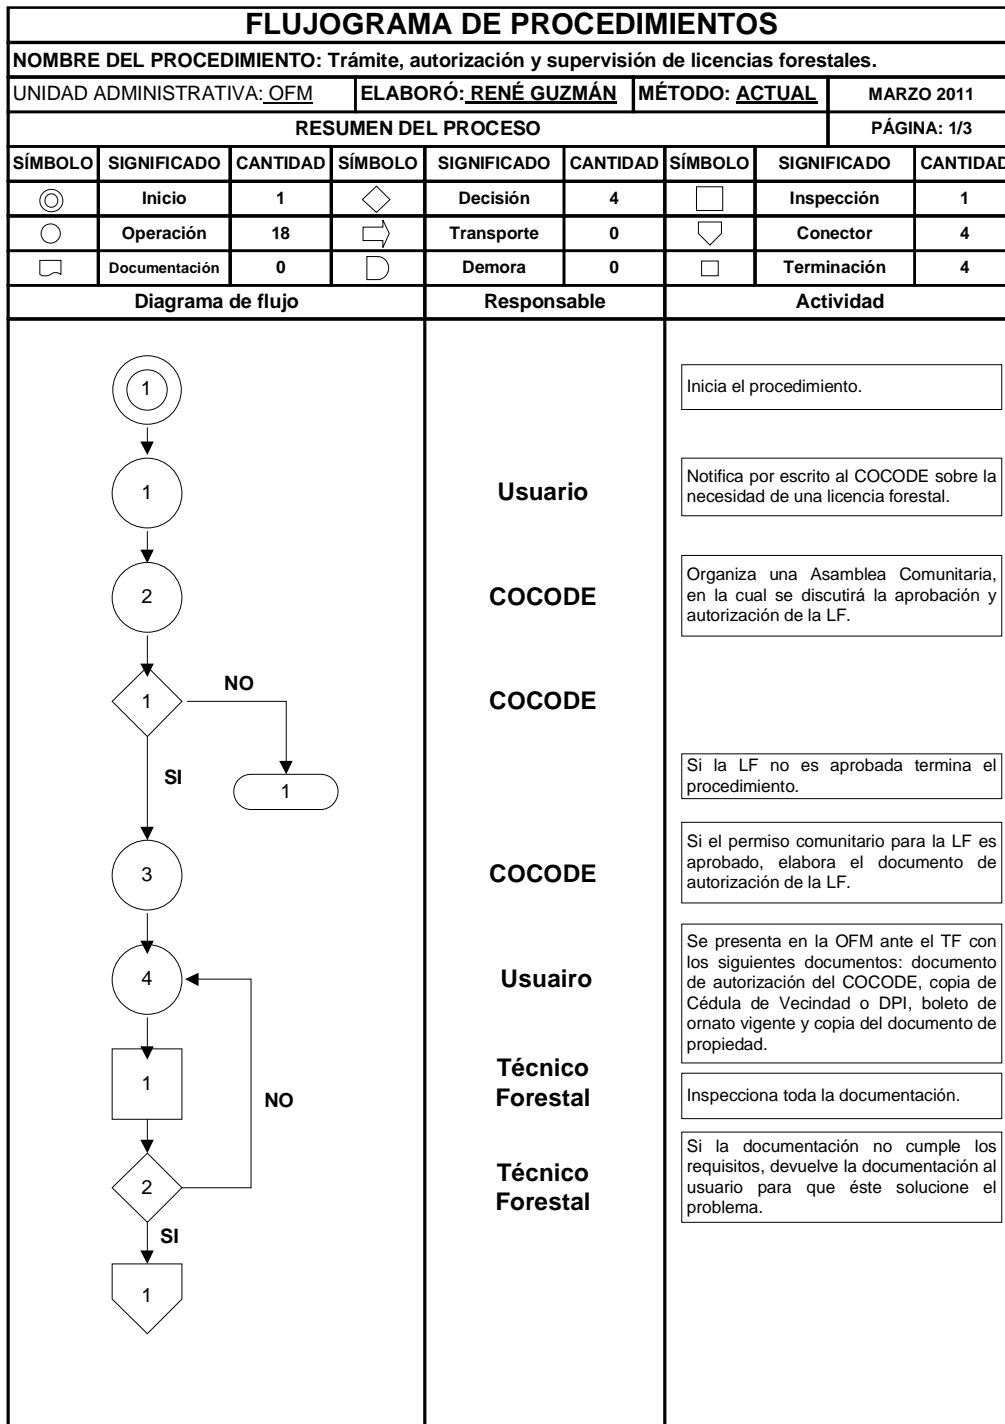 FLUJOGRAMA DE PROCEDIMIENTOS
NOMBRE DEL PROCEDIMIENTO: Trámite, autorización y supervisión de licencias forestales.
UNIDAD ADMINISTRATIVA: OFM ELABORÓ: RENÉ GUZMÁN MÉTODO: ACTUAL MARZO 2011
RESUMEN DEL PROCESO PÁGINA: 1/3
SÍMBOLO SIGNIFICADO CANTIDAD SÍMBOLO SIGNIFICADO CANTIDAD SÍMBOLO SIGNIFICADO CANTIDAD
Inicio 1 Decisión 4 Inspección 1
Operación 18 Transporte 0 Conector 4
Documentación 0 Demora 0 Terminación 4
Diagrama de flujo Responsable Actividad
1
Inicia el procedimiento.
1
Usuario
Notifica por escrito al COCODE sobre la
necesidad de una licencia forestal.
2
COCODE
Organiza una Asamblea Comunitaria,
en la cual se discutirá la aprobación y
autorización de la LF.
1
NO
COCODE
SI
1
Si la LF no es aprobada termina el
procedimiento.
3
COCODE
Si el permiso comunitario para la LF es
aprobado, elabora el documento de
autorización de la LF.
4
Usuairo
Se presenta en la OFM ante el TF con
los siguientes documentos: documento
de autorización del COCODE, copia de
Cédula de Vecindad o DPI, boleto de
ornato vigente y copia del documento de
propiedad.
1
NO
Técnico
Forestal
Inspecciona toda la documentación.
2
Técnico
Forestal
Si la documentación no cumple los
requisitos, devuelve la documentación al
usuario para que éste solucione el
problema.
SI
1